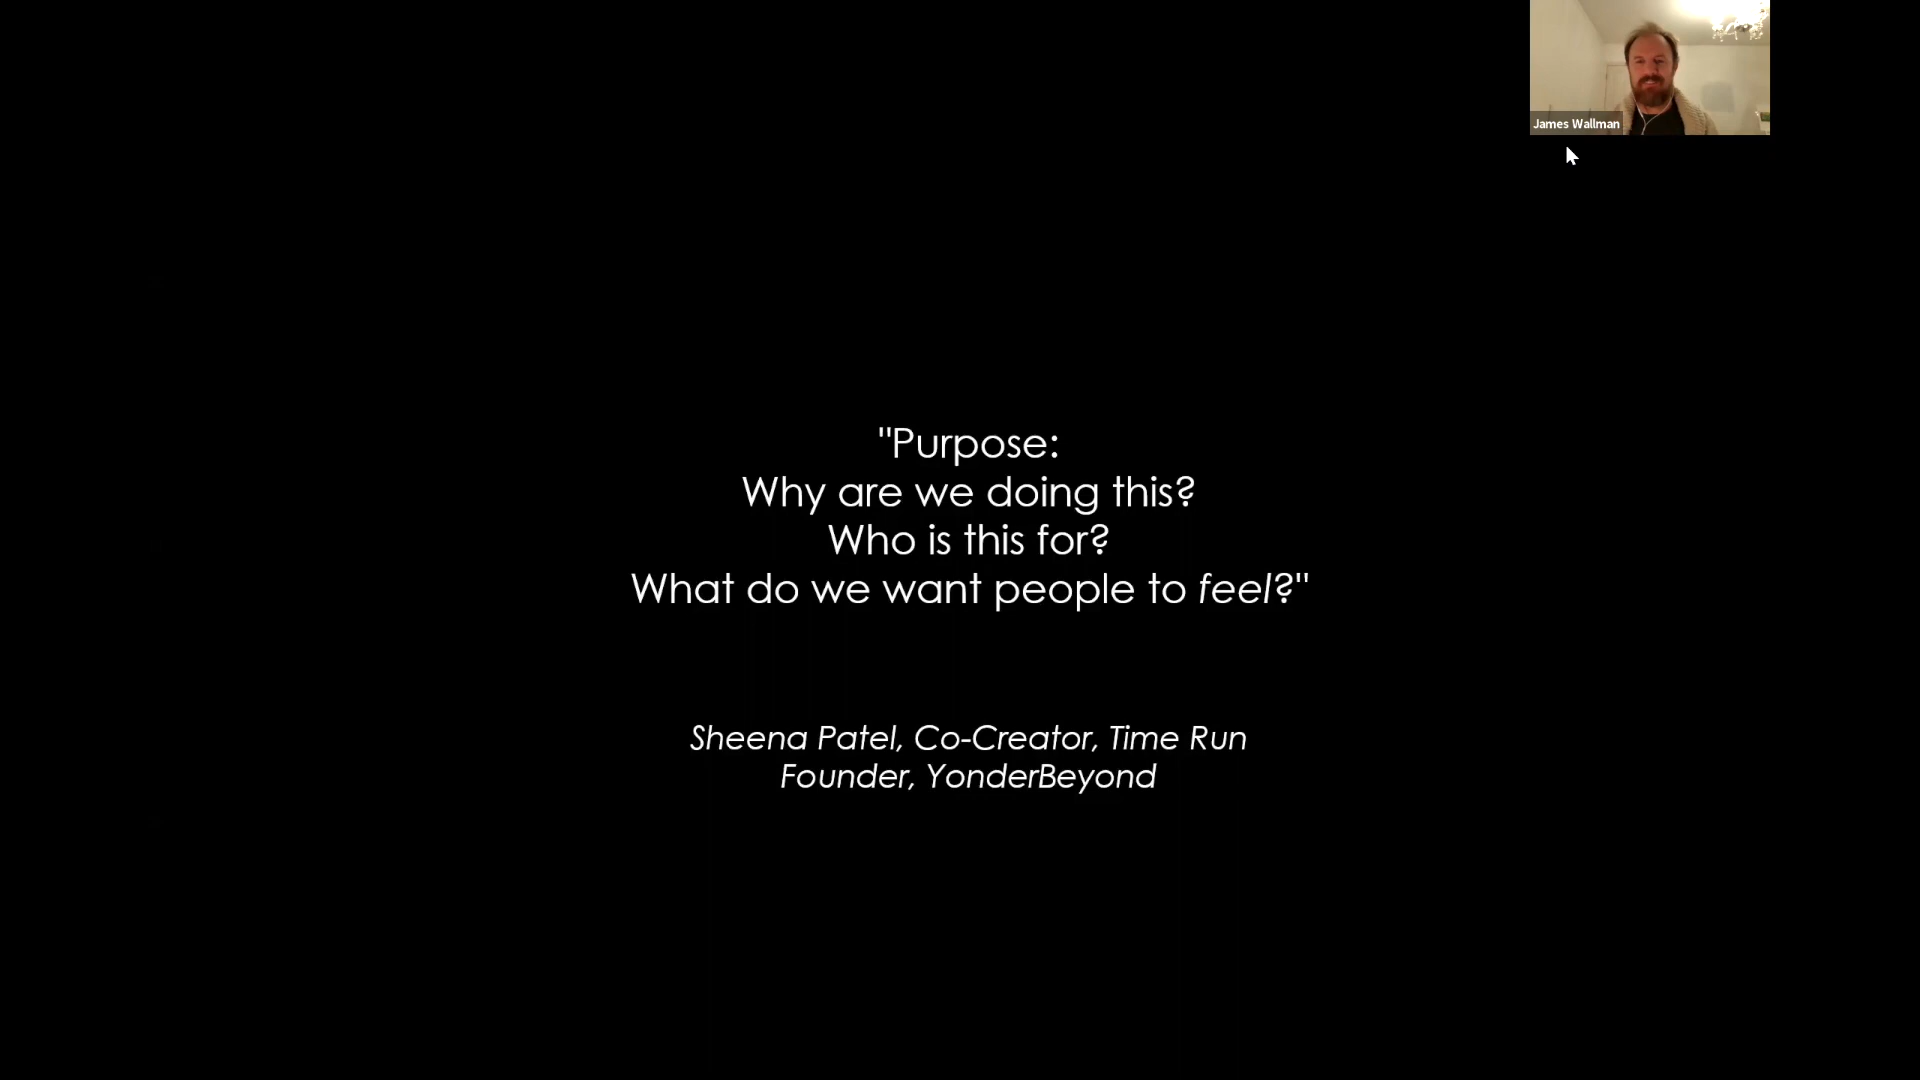 James Wallman
"Purpose:
Why are we doing this?
Who is this for?
What do we want people to feel?"
Sheena Patel, Co-Creator, Time Run
Founder, YonderBeyond